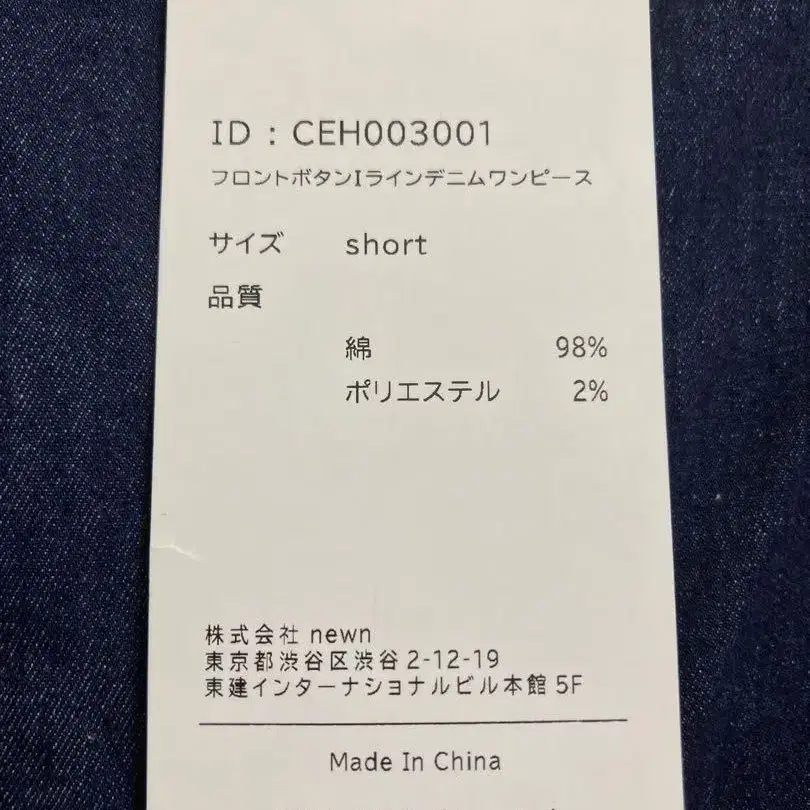 ID : CEH003001
フロントボタンIラインデニムワンピース
サイズ short
品質
綿 98%
ポリエステル 2%
株式会社 newn
東京都渋谷区渋谷 2-12-19
東建インターナショナルビル本館 5F
Made In China